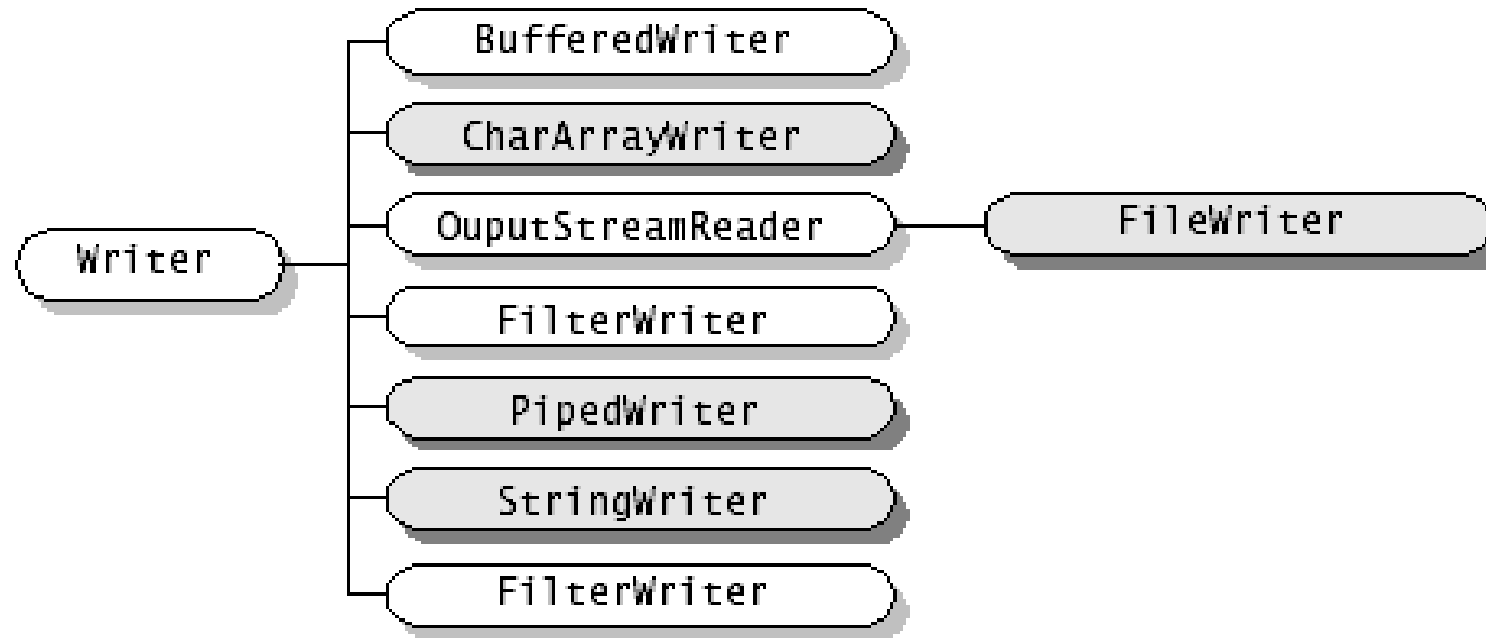 BufferedWriter
CharArrayWriter
OuputStreamReader
FileWriter
Writer
FilterWriter
PipedWriter
StringWriter
FilterWriter